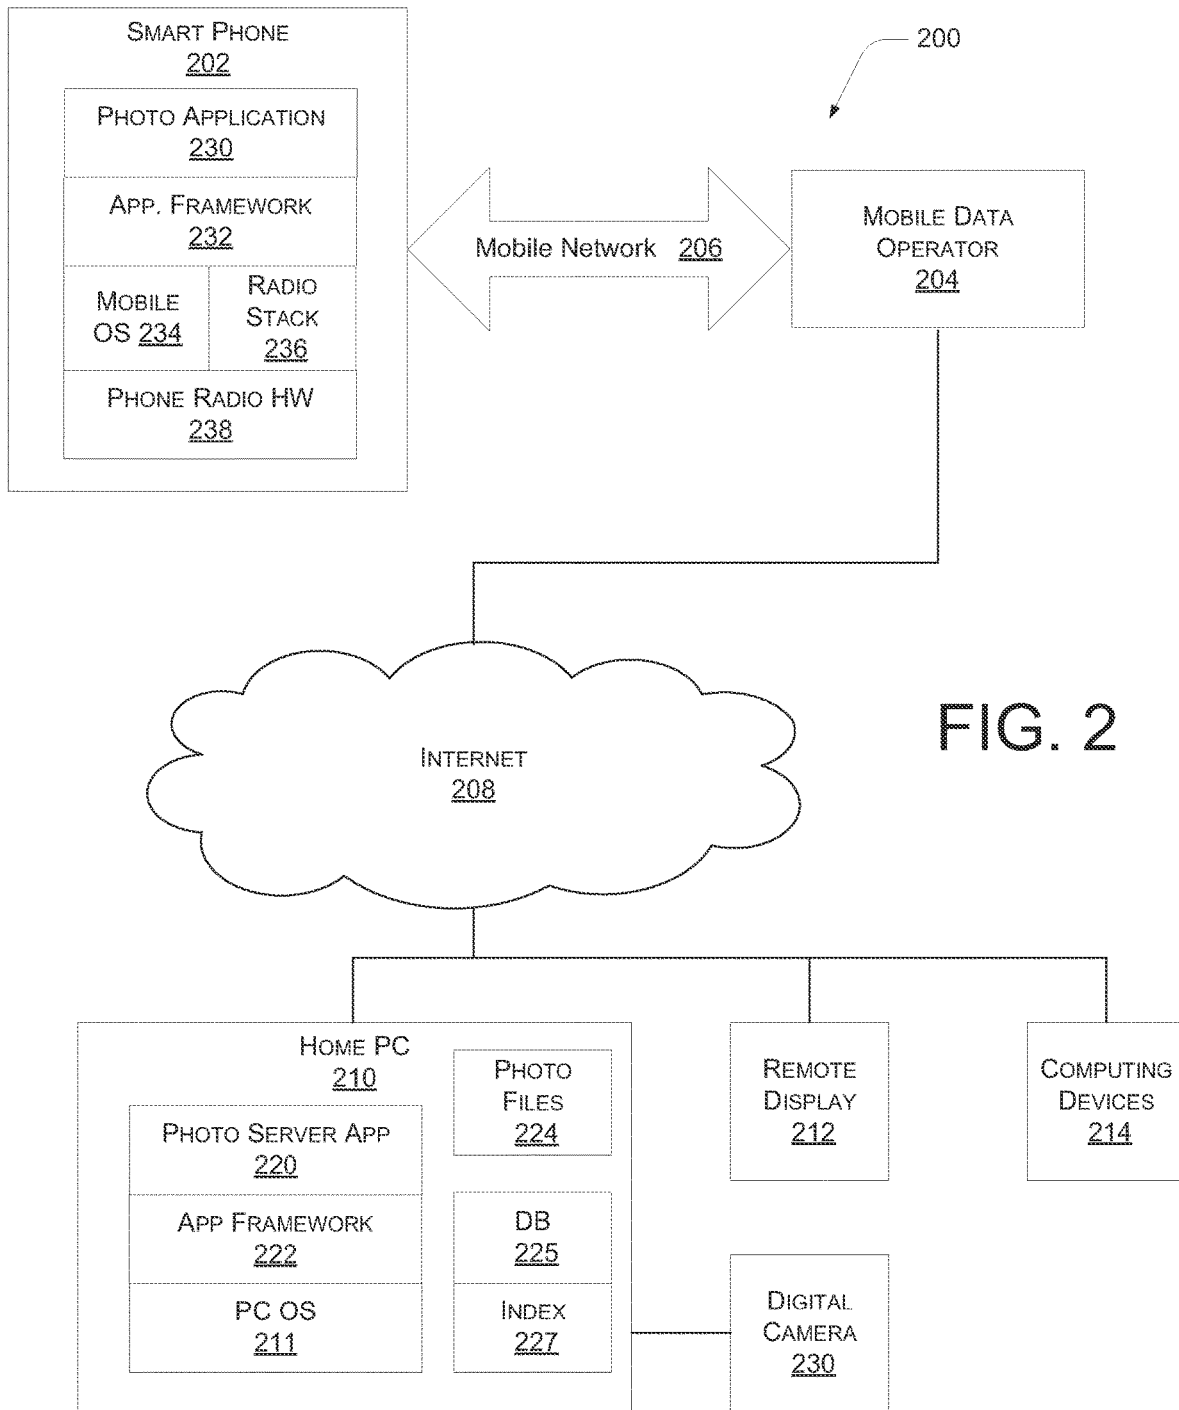 SMART PHONE
202
PHOTO APPLICATION
230
APP. FRAMEWORK
232
MOBILE
OS 234
RADIO
STACK
236
PHONE RADIO HW
238
Mobile Network 206
200
MOBILE DATA
OPERATOR
204
INTERNET
208
FIG. 2
HOME PC
210
PHOTO SERVER APP
220
APP FRAMEWORK
222
PC OS
211
PHOTO
FILES
224
DB
225
INDEX
227
REMOTE
DISPLAY
212
COMPUTING
DEVICES
214
DIGITAL
CAMERA
230